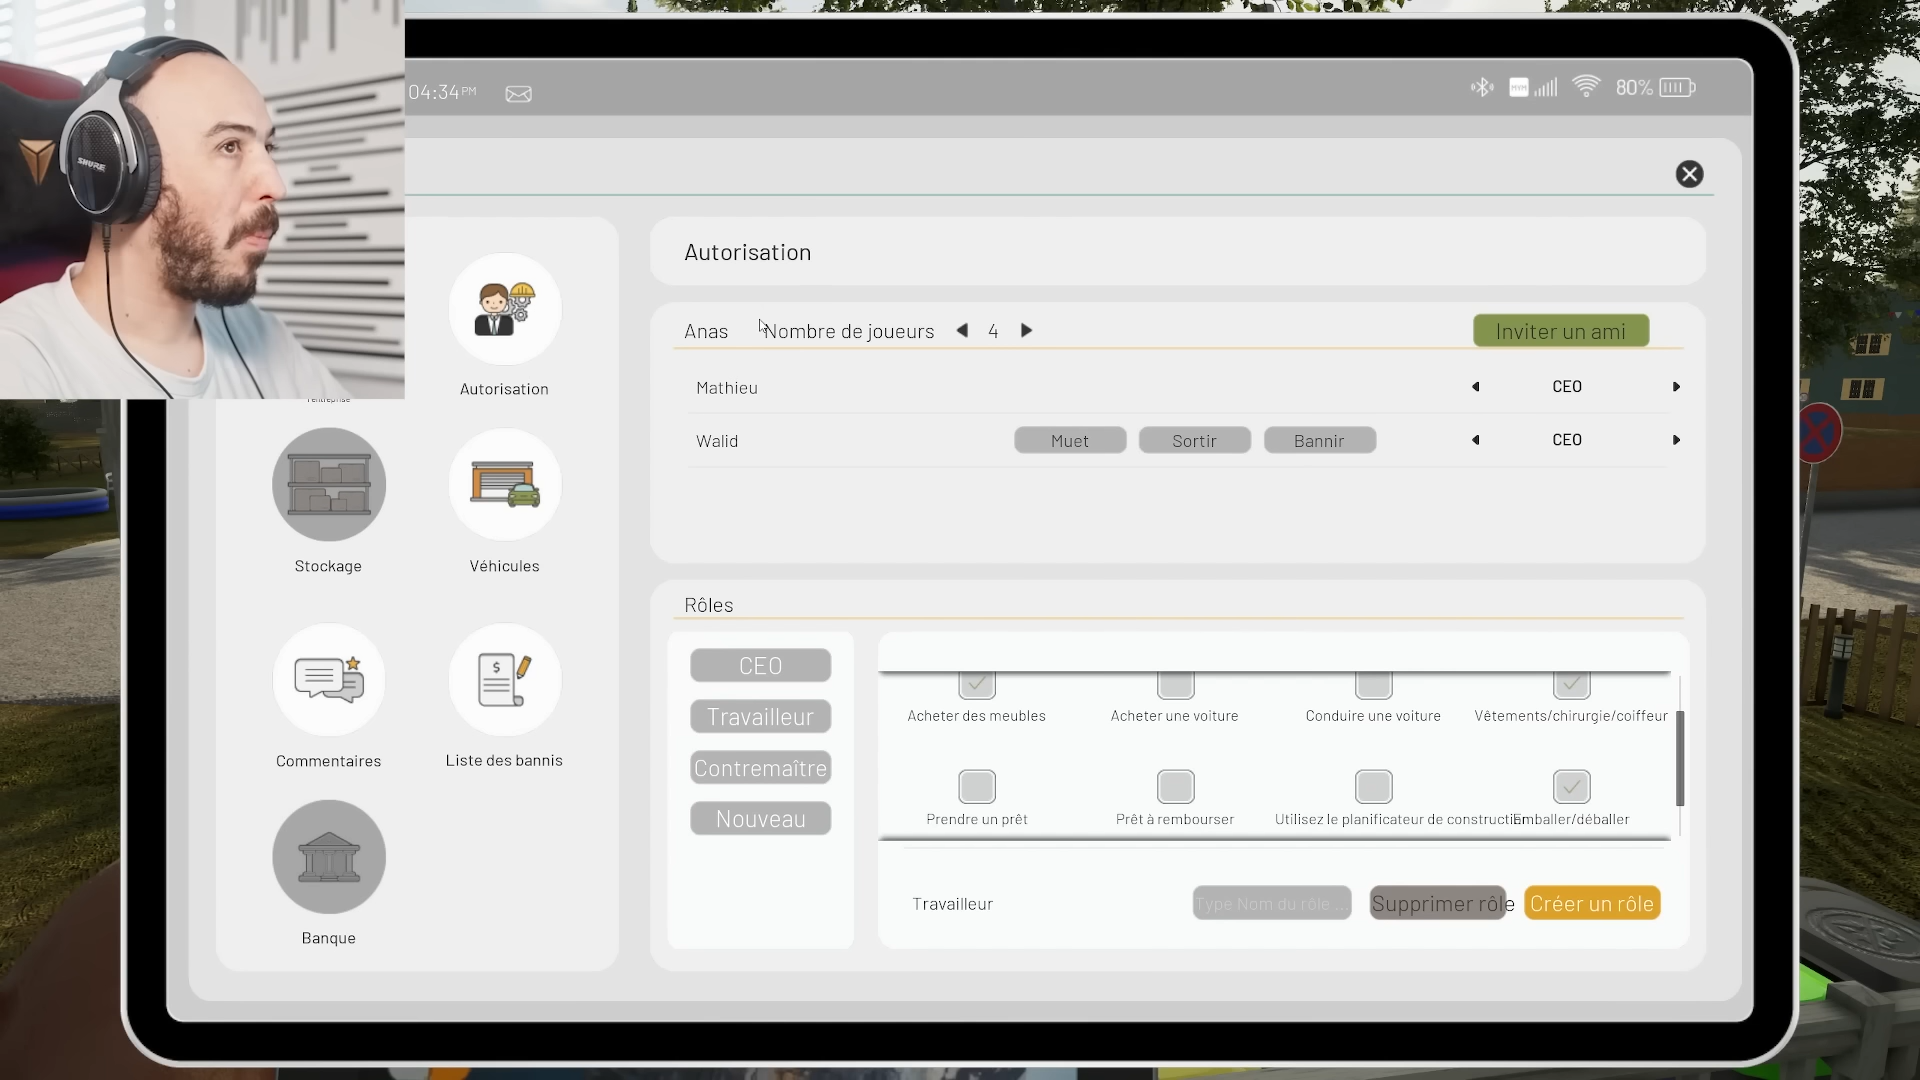 04:34 PM
80%
SHURE
Autorisation
Anas
Nombre de joueurs
4
Inviter un ami
Mathieu
CEO
Walid
Muet
Sortir
Bannir
CEO
Autorisation
l'entreprise
Stockage
Véhicules
Commentaires
Liste des bannis
Banque
Rôles
CEO
Travailleur
Contremaître
Nouveau
Acheter des meubles
Acheter une voiture
Conduire une voiture
Vêtements/chirurgie/coiffeur
Prendre un prêt
Prêt à rembourser
Utilisez le planificateur de constructi
Emballer/déballer
Travailleur
Type Nom du rôle ...
Supprimer rôle
Créer un rôle